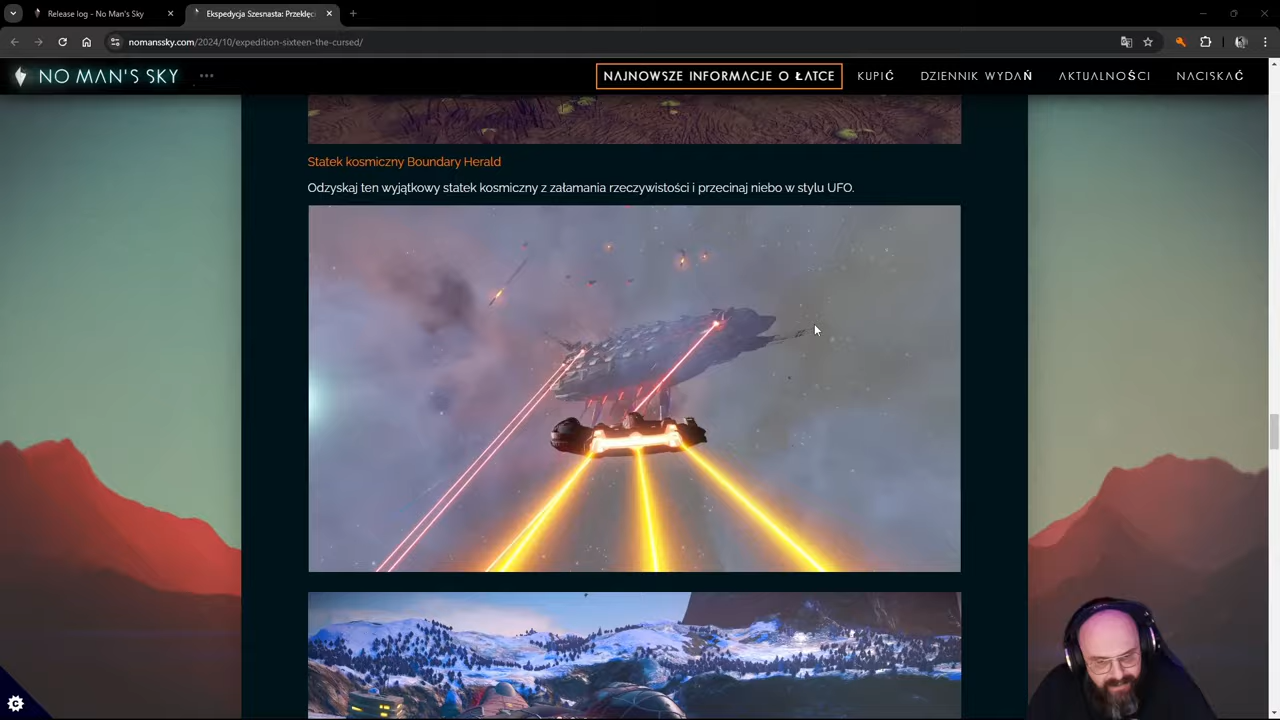 Release log - No Man's Sky
Ekspedycja Szesnasta: Przeklęc
nomanssky.com/2024/10/expedition-sixteen-the-cursed/
NO MAN'S SKY
NAJNOWSZE INFORMACJE O ŁATCE
KUPIĆ
DZIENNIK WYDAŃ
AKTUALNOŚCI
NACISKAĆ
Statek kosmiczny Boundary Herald
Odzyskaj ten wyjątkowy statek kosmiczny z załamania rzeczywistości i przecinaj niebo w stylu UFO.